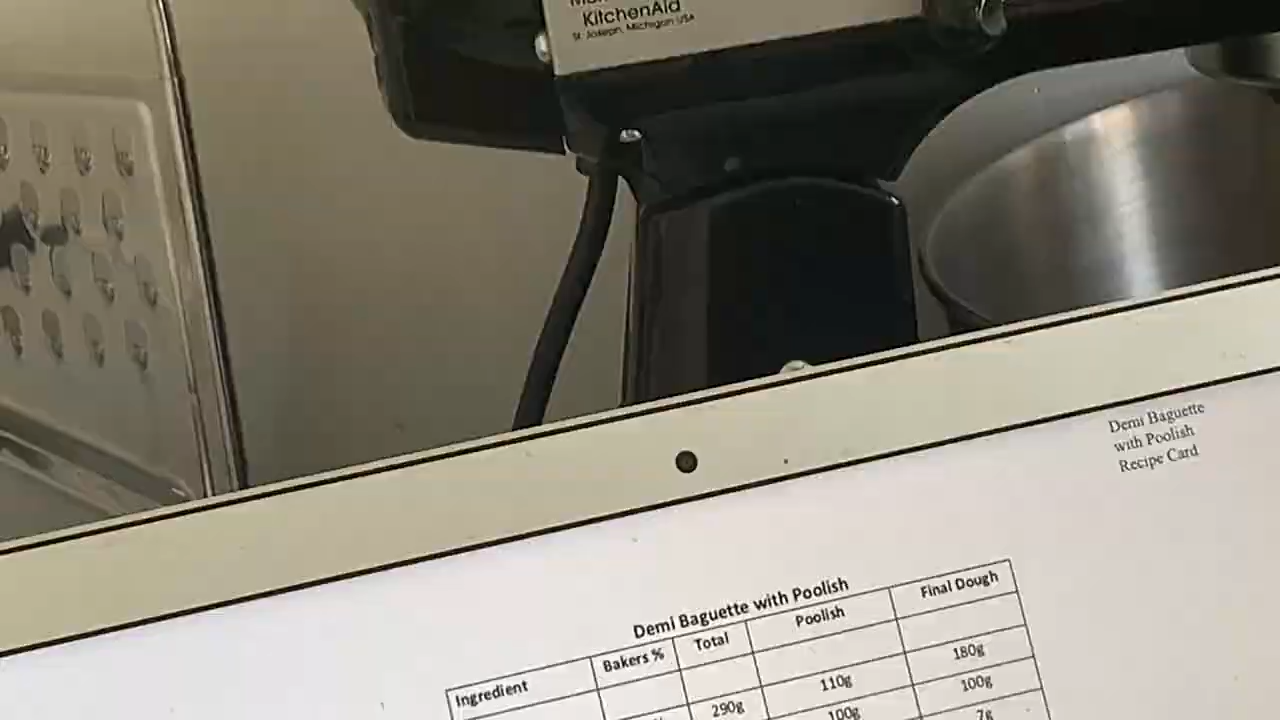 KitchenAid
St. Joseph, Michigan USA
Demi Baguette
with Poolish
Recipe Card
Demi Baguette with Poolish
Ingredient Bakers % Total Poolish Final Dough
290g 110g 180g
100g 100g
7g